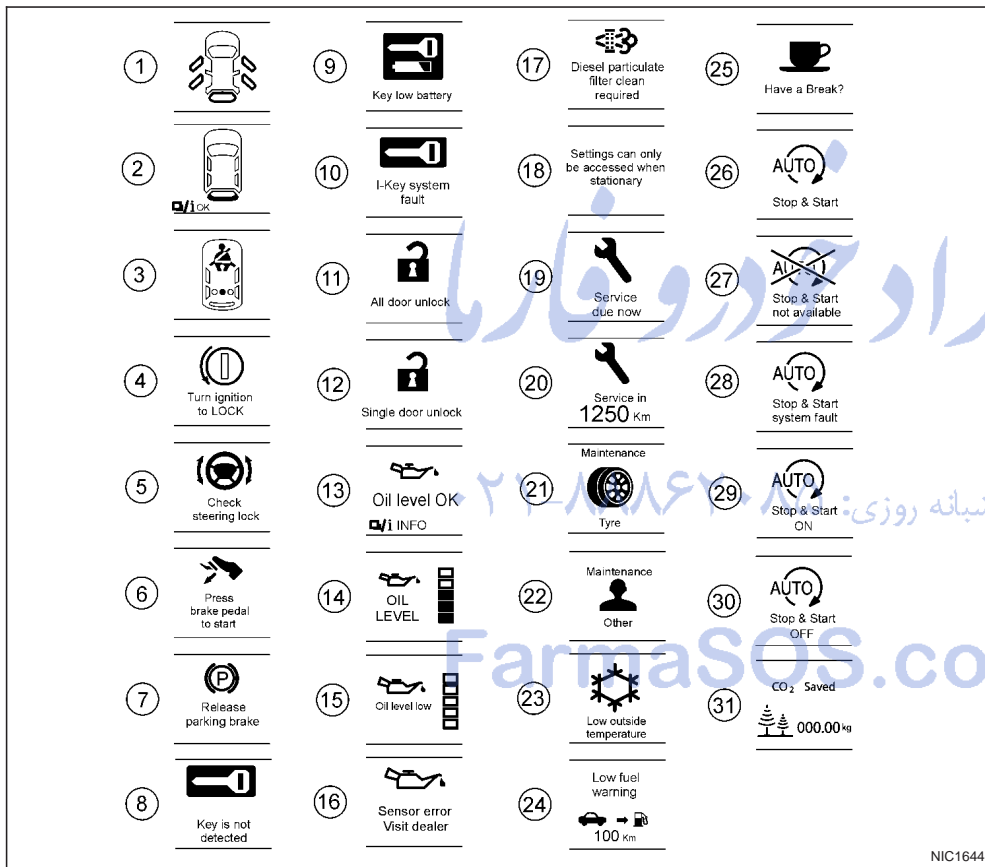 1
2
OK
3
4
Turn ignition
to LOCK
5
Check
steering lock
6
Press
brake pedal
to start
7
P
Release
parking brake
8
Key is not
detected
9
Key low battery
10
I-Key system
fault
11
All door unlock
12
Single door unlock
13
Oil level OK
i INFO
14
OIL
LEVEL
15
Oil level low
16
Sensor error
Visit dealer
17
Diesel particulate
filter clean
required
18
Settings can only
be accessed when
stationary
19
Service
due now
20
Service in
1250 Km
21
Maintenance
Tyre
22
Maintenance
Other
23
Low outside
temperature
24
Low fuel
warning
100 Km
25
Have a Break?
26
AUTO
Stop & Start
27
Stop & Start
not available
28
AUTO
Stop & Start
system fault
29
AUTO
Stop & Start
ON
30
AUTO
Stop & Start
OFF
31
CO₂ Saved
000.00 kg
خودرو فارما
شبانه روزی:
FarmaSOS.co
NIC1644